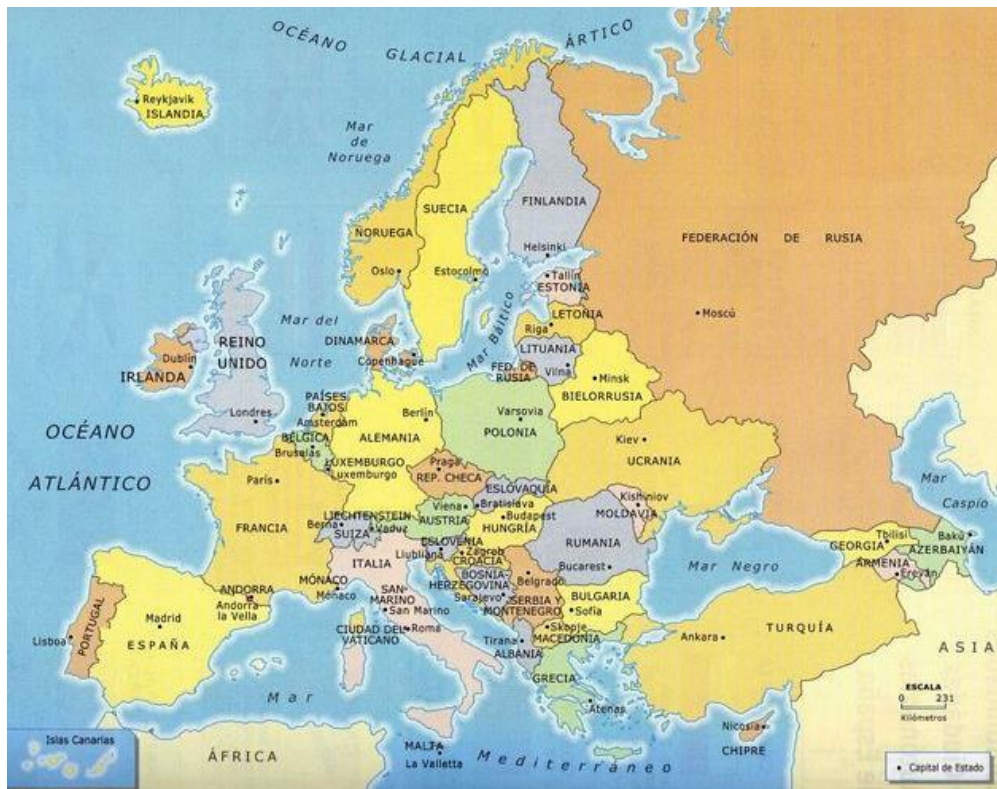 OCÉANO GLACIAL ÁRTICO
Reykjavik
ISLANDIA
Mar
de
Noruega
SUECIA
FINLANDIA
NORUEGA
FEDERACIÓN DE RUSIA
Helsinki
Oslo
Estocolmo
Tallín
ESTONIA
Mar Báltico
LETONIA
Riga
Moscú
Mar del
Norte
DINAMARCA
Copenhague
LITUANIA
Vilna
FED. DE
RUSIA
REINO
UNIDO
Dublín
IRLANDA
Minsk
BIELORRUSIA
Londres
PAÍSES
BAJOS
Amsterdam
Berlín
ALEMANIA
Varsovia
POLONIA
OCÉANO
ATLÁNTICO
BÉLGICA
Bruselas
LUXEMBURGO
Luxemburgo
Praga
REP. CHECA
Kiev
UCRANIA
París
FRANCIA
ESLOVAQUIA
Bratislava
Viena
AUSTRIA
Budapest
HUNGRÍA
Kishiniov
MOLDAVIA
Mar
Caspio
LIECHTENSTEIN
Vaduz
Berna
SUIZA
ESLOVENIA
Liubliana
Zagreb
CROACIA
RUMANIA
Bucarest
ITALIA
BOSNIA-
HERZEGOVINA
Sarajevo
Belgrado
SERBIA Y
MONTENEGRO
Mar Negro
Tbilisi
GEORGIA
Bakú
AZERBAIYÁN
ARMENIA
Ereván
MÓNACO
Mónaco
SAN-
MARINO
San Marino
ANDORRA
Andorra
la Vella
BULGARIA
Sofía
Madrid
ESPAÑA
PORTUGAL
Lisboa
CIUDAD DEL
VATICANO
Roma
Skopje
MACEDONIA
Tirana
ALBANIA
Ankara
TURQUÍA
ASIA
GRECIA
Atenas
ESCALA
0 231
Kilómetros
Nicosia
CHIPRE
Mar Mediterráneo
MALTA
La Valletta
ÁFRICA
Islas Canarias
Capital de Estado